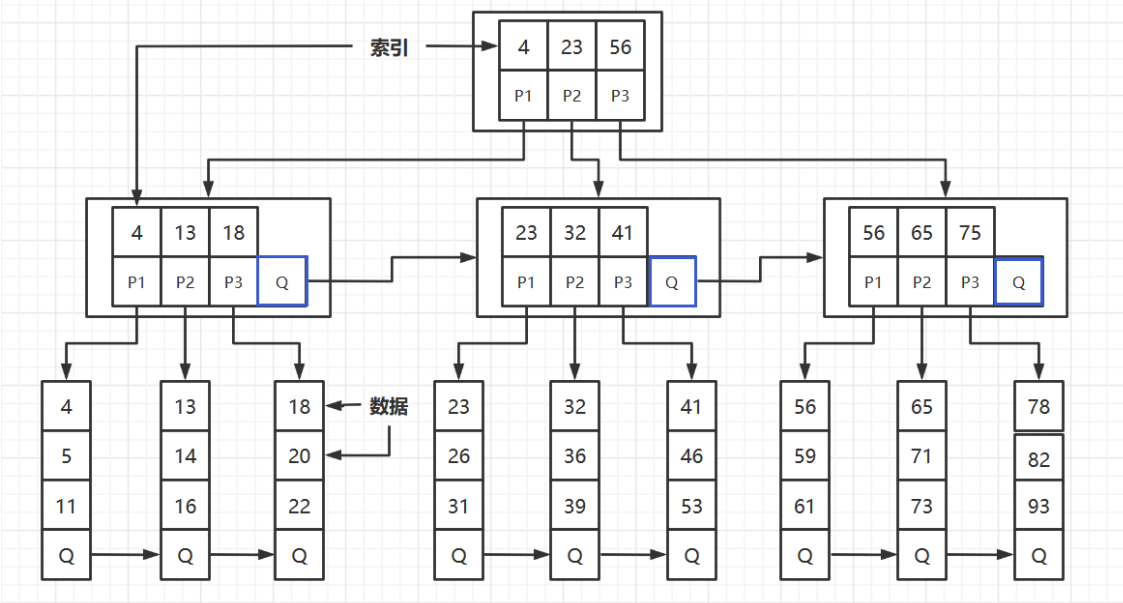 索引 4 23 56
P1 P2 P3
4 13 18 23 32 41 56 65 75
P1 P2 P3 Q P1 P2 P3 Q P1 P2 P3 Q
4 13 18 数据 23 32 41 56 65 78
5 14 20 26 36 46 59 71 82
11 16 22 31 39 53 61 73 93
Q Q Q Q Q Q Q Q Q